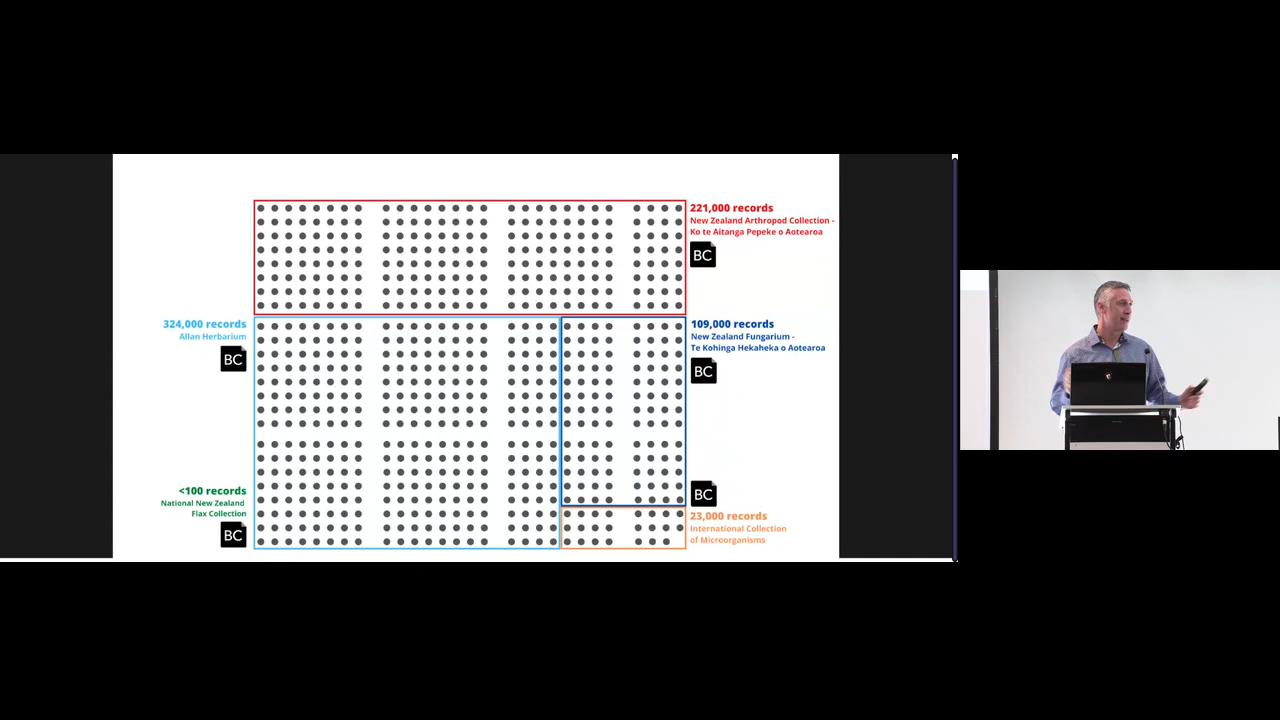 221,000 records
New Zealand Arthropod Collection -
Ko te Aitanga Pepeke o Aotearoa
BC
324,000 records
Allan Herbarium
BC
109,000 records
New Zealand Fungarium -
Te Kohinga Hekaheka o Aotearoa
BC
<100 records
National New Zealand
Flax Collection
BC
BC
23,000 records
International Collection
of Microorganisms